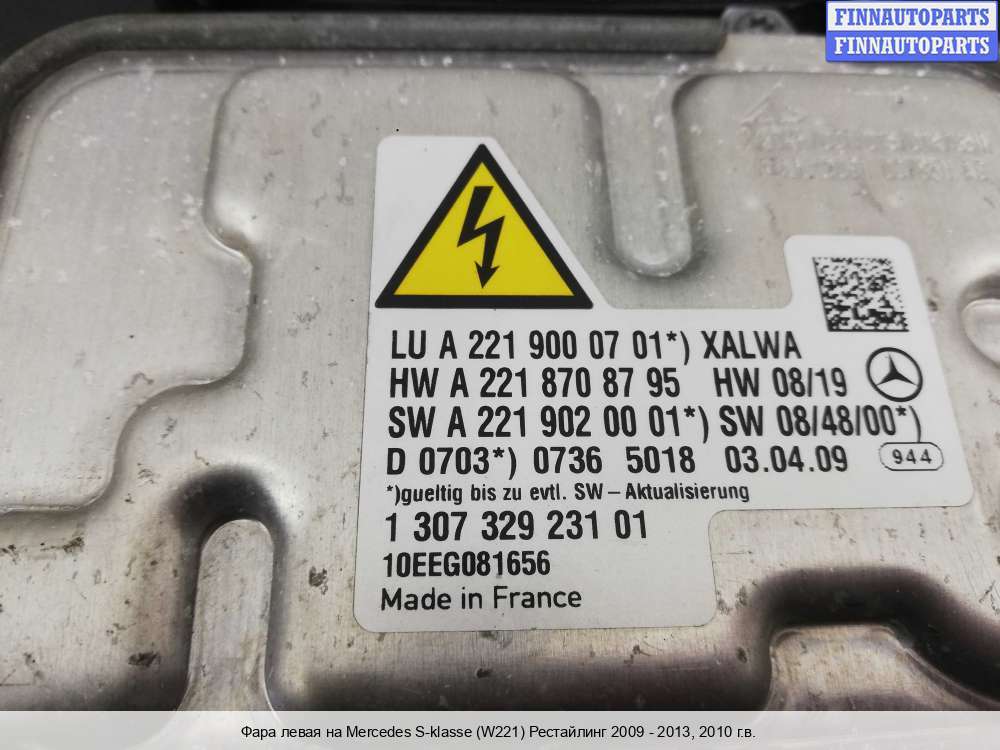 FINNAUTOPARTS
FINNAUTOPARTS
LU A 221 900 07 01*) XALWA
HW A 221 870 87 95 HW 08/19
SW A 221 902 00 01*) SW 08/48/00*)
D 0703*) 0736 5018 03.04.09 944
*)gueltig bis zu evtl. SW – Aktualisierung
1 307 329 231 01
10EEG081656
Made in France
Фара левая на Mercedes S-klasse (W221) Рестайлинг 2009 - 2013, 2010 г.в.